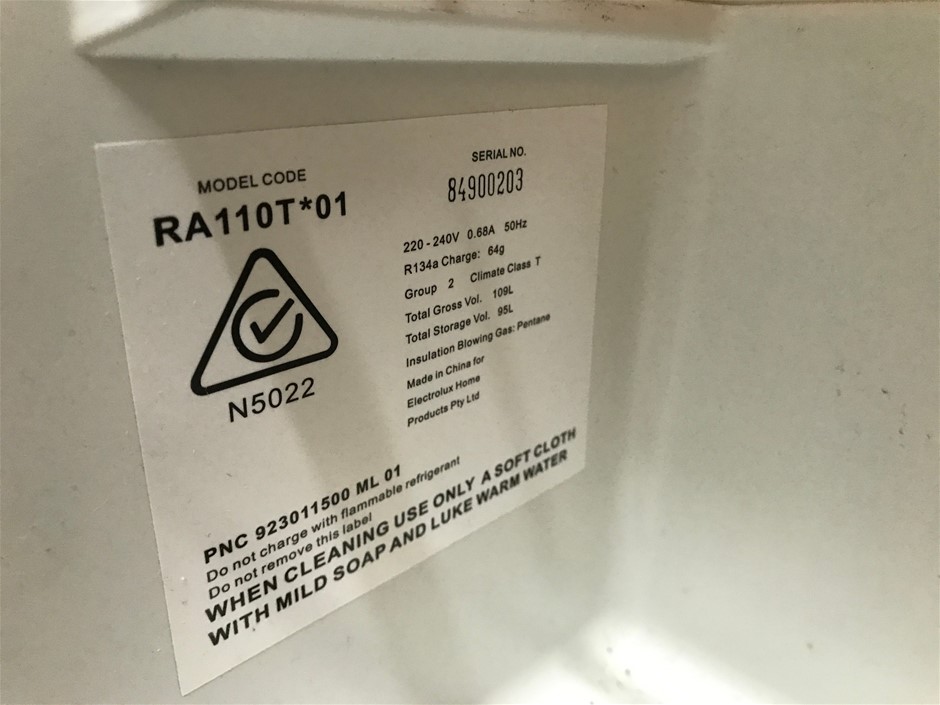 MODEL CODE
RA110T*01
N5022
SERIAL NO.
84900203
220 - 240V 0.68A 50Hz
R134a Charge: 64g
Group 2 Climate Class T
Total Gross Vol. 109L
Total Storage Vol. 95L
Insulation Blowing Gas: Pentane
Made in China for
Electrolux Home
Products Pty Ltd
PNC 923011500 ML 01
Do not charge with flammable refrigerant
Do not remove this label
WHEN CLEANING USE ONLY A SOFT CLOTH
WITH MILD SOAP AND LUKE WARM WATER